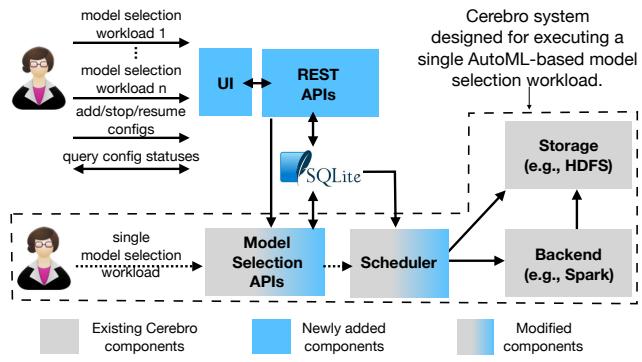 model selection
workload 1
model selection
workload n
add/stop/resume
configs
query config statuses
UI
REST
APIs
SQLite
Cerebro system
designed for executing a
single AutoML-based model
selection workload.
Storage
(e.g., HDFS)
single
model selection
workload
Model
Selection
APIs
Scheduler
Backend
(e.g., Spark)
Existing Cerebro
components
Newly added
components
Modified
components